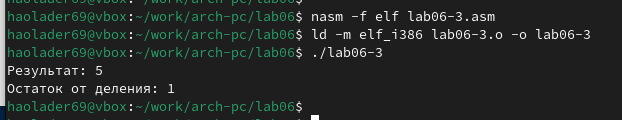 haolader69@vbox:~/work/arch-pc/lab06$ nasm -f elf lab06-3.asm
haolader69@vbox:~/work/arch-pc/lab06$ ld -m elf_i386 lab06-3.o -o lab06-3
haolader69@vbox:~/work/arch-pc/lab06$ ./lab06-3
Результат: 5
Остаток от деления: 1
haolader69@vbox:~/work/arch-pc/lab06$